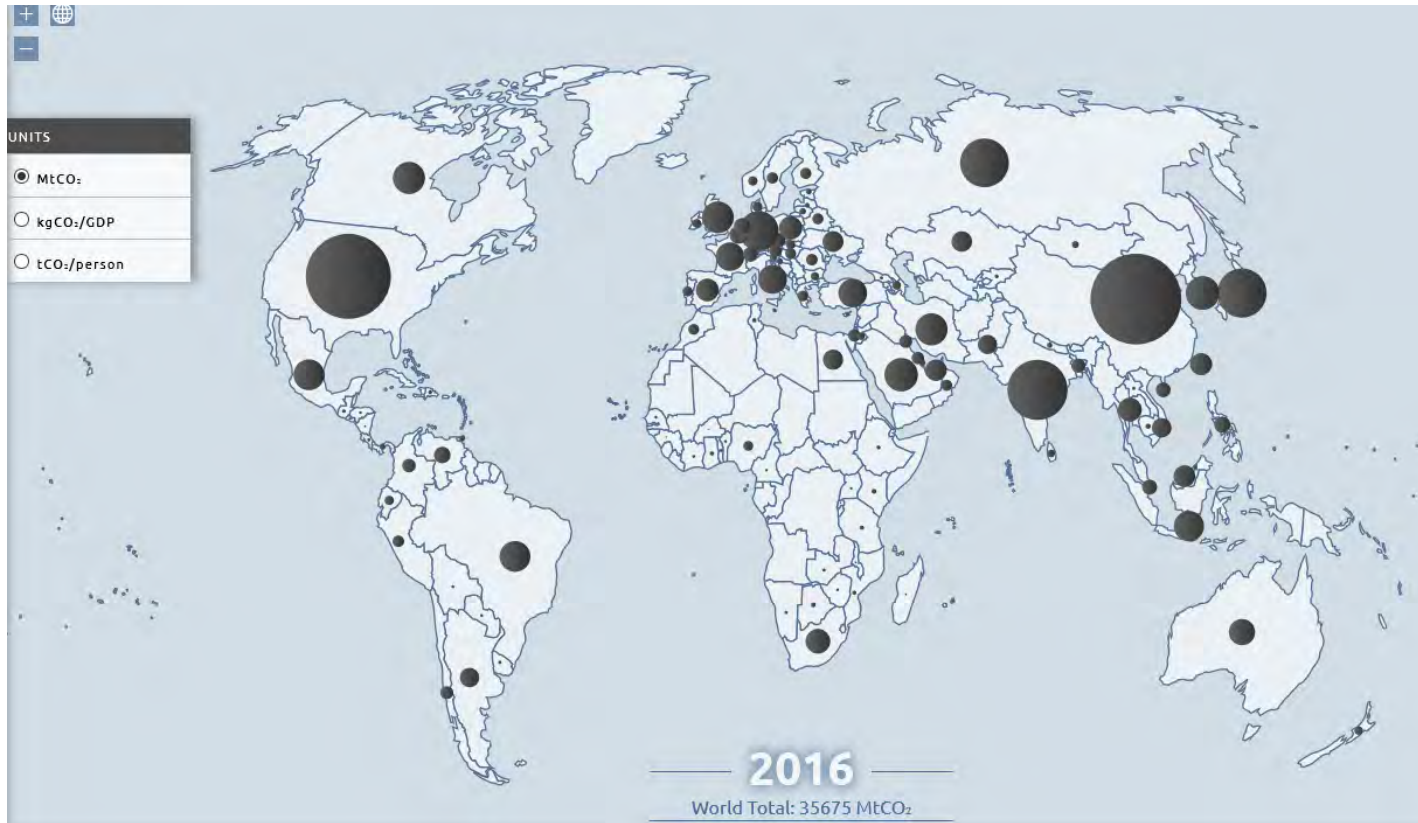 +
−
UNITS
MtCO₂
kgCO₂/GDP
tCO₂/person
2016
World Total: 35675 MtCO₂